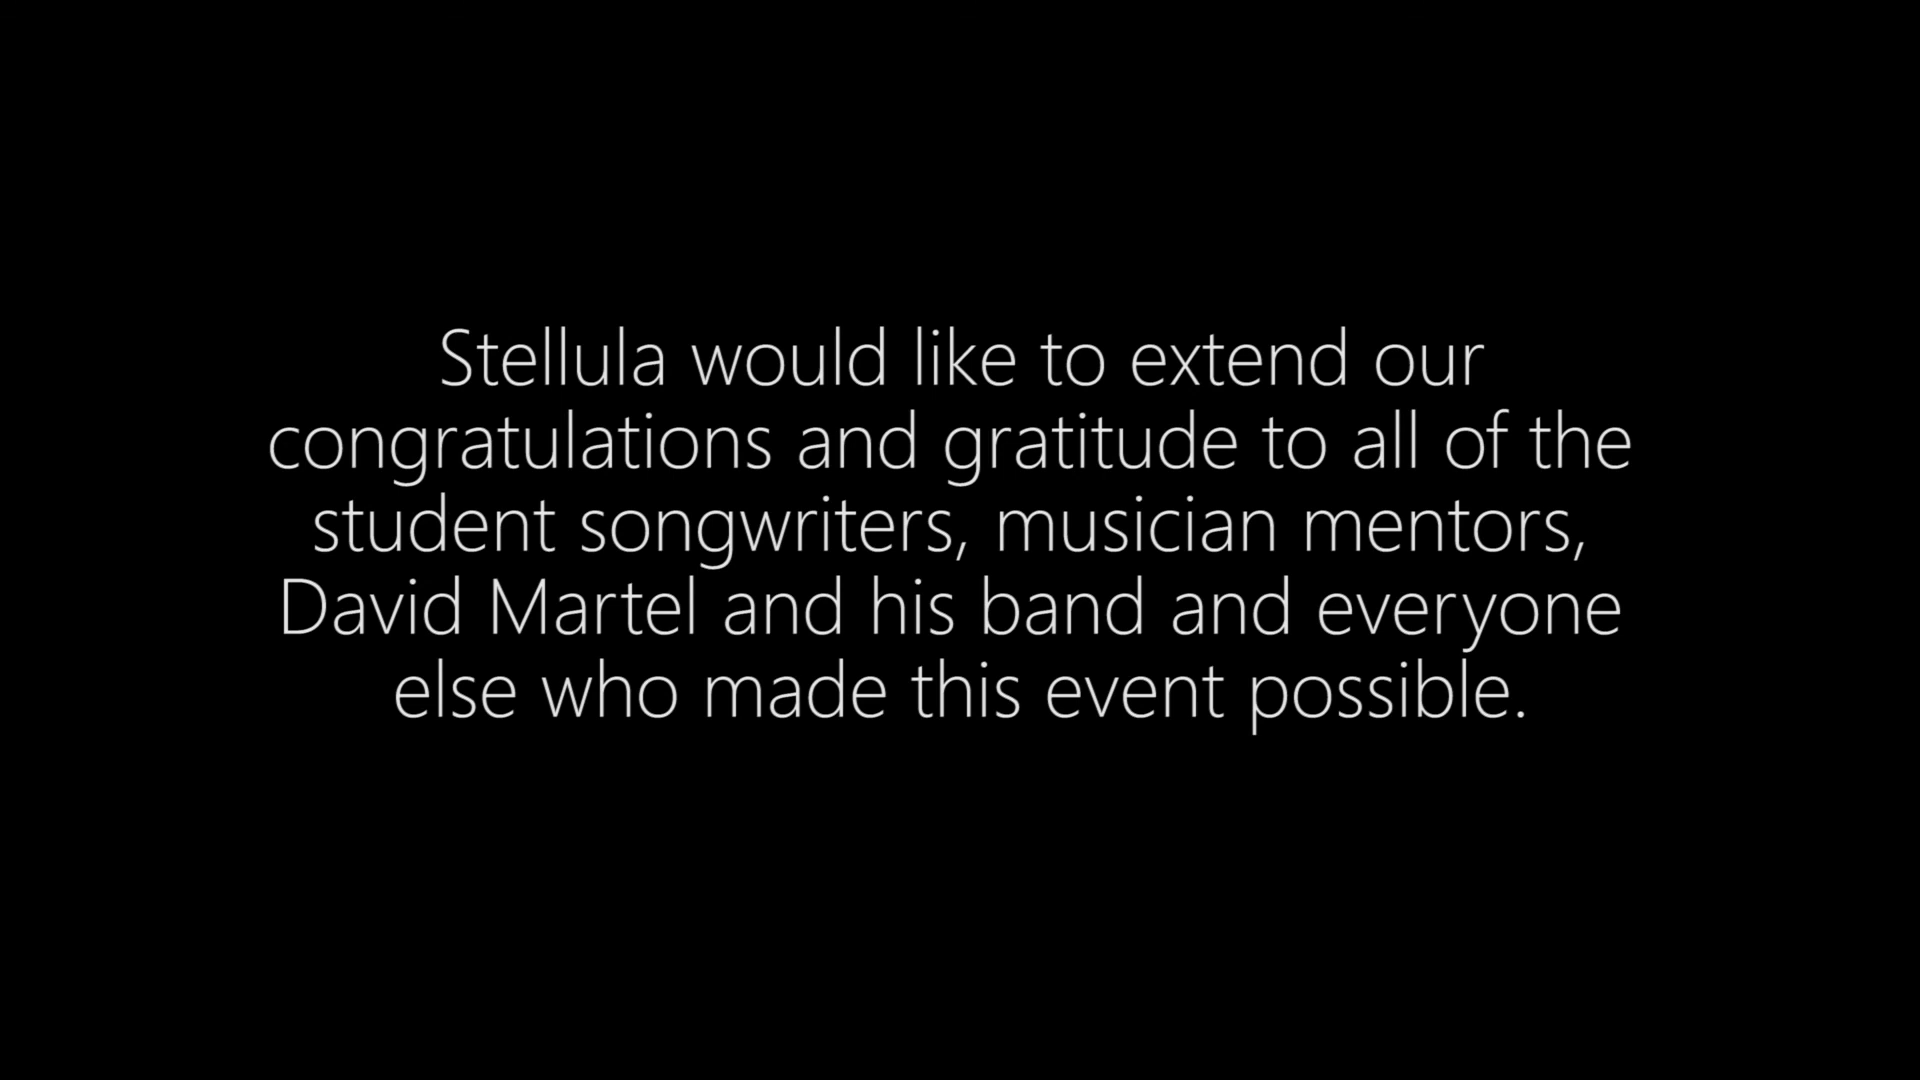 Stellula would like to extend our
congratulations and gratitude to all of the
student songwriters, musician mentors,
David Martel and his band and everyone
else who made this event possible.